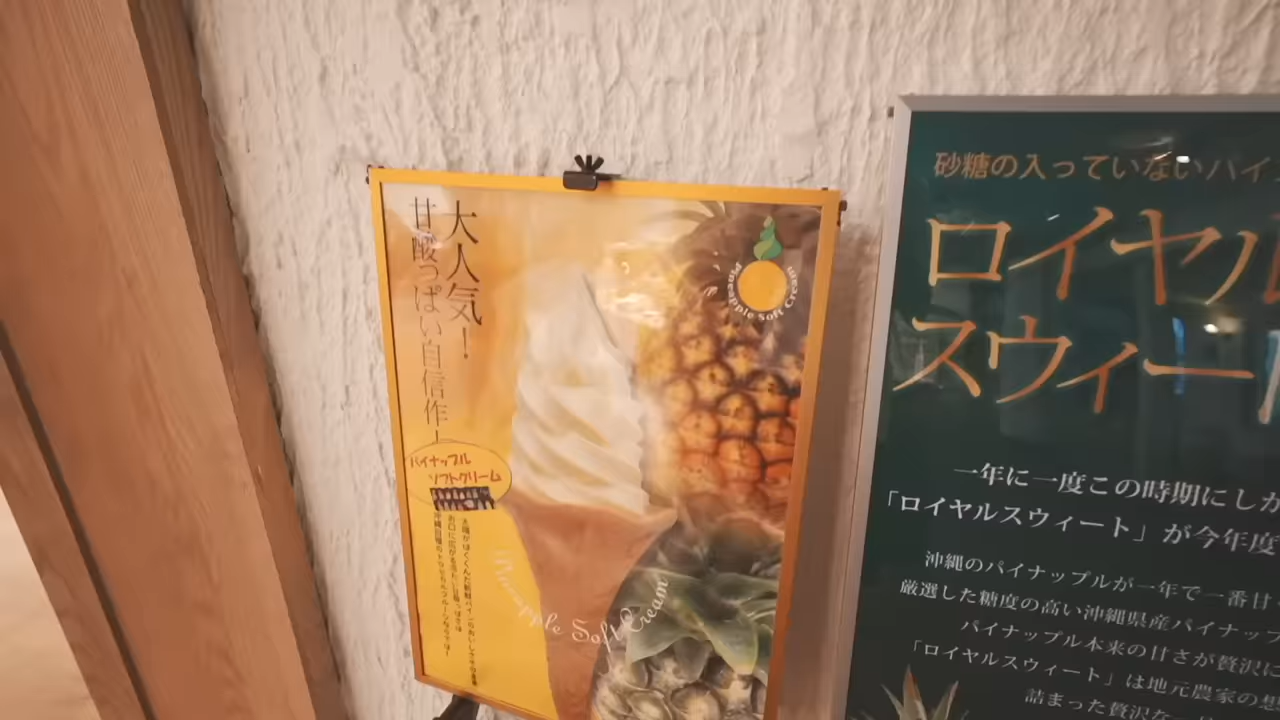 大人気!
甘酸っぱい自信作!
パイナップル
ソフトクリーム
Pineapple Soft Cream
Pineapple Soft Cream
砂糖の入っていないパイ
ロイヤル
スウィート
一年に一度この時期にしか
「ロイヤルスウィート」が今年度
沖縄のパイナップルが一年で一番甘
厳選した糖度の高い沖縄県産パイナップ
パイナップル本来の甘さが贅沢に
「ロイヤルスウィート」は地元農家の想
詰まった贅沢な